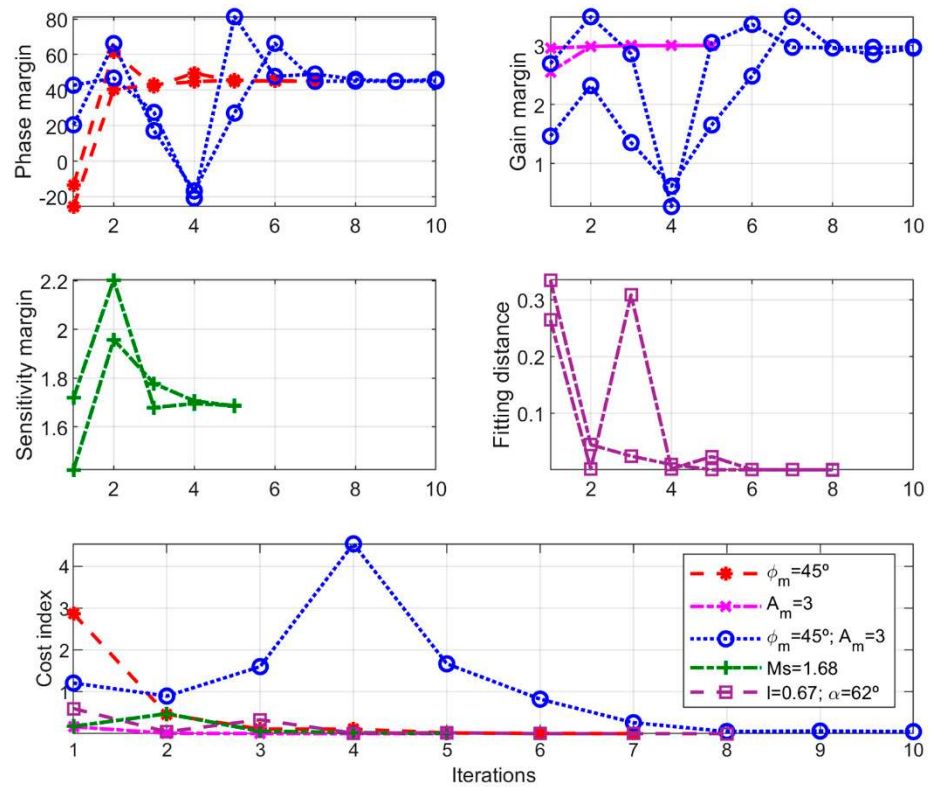 Phase margin
80
60
40
20
0
-20
2 4 6 8 10
Gain margin
3
2
1
2 4 6 8 10
Sensitivity margin
2.2
2
1.8
1.6
2 4 6 8 10
Fitting distance
0.3
0.2
0.1
2 4 6 8 10
Cost index
4
3
2
1
1 2 3 4 5 6 7 8 9 10
Iterations
ϕ_m=45º
A_m=3
ϕ_m=45º; A_m=3
Ms=1.68
l=0.67; α=62º